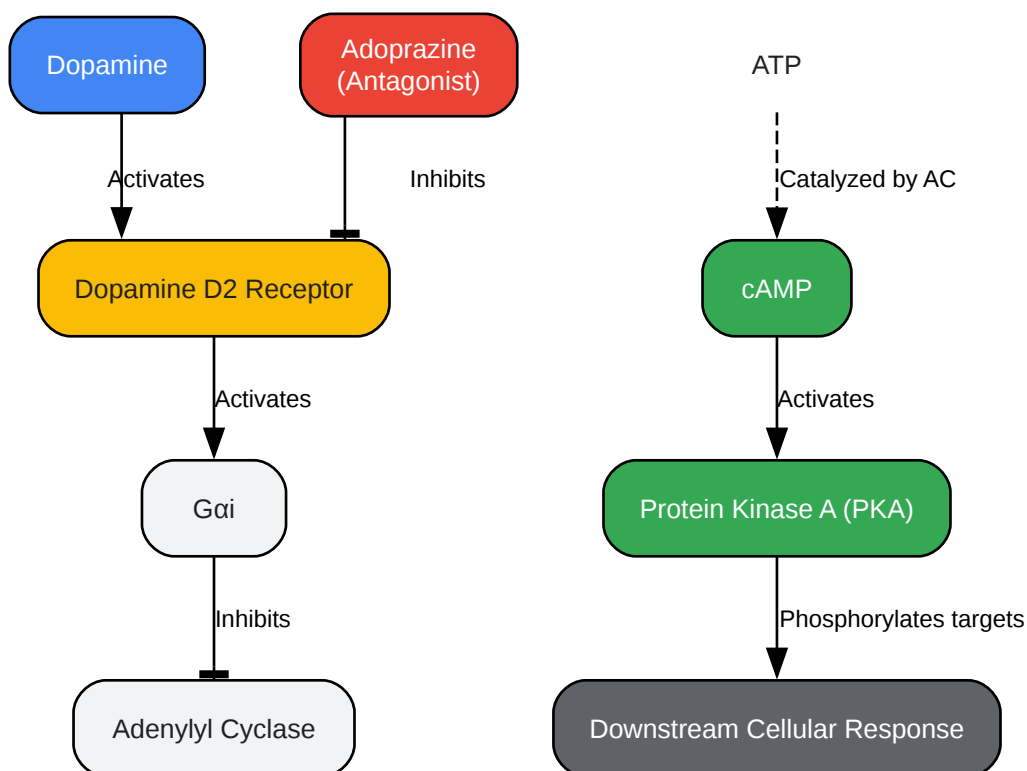 Dopamine
Adoprazine
(Antagonist)
ATP
Activates
Inhibits
Catalyzed by AC
Dopamine D2 Receptor
cAMP
Activates
Activates
Gαi
Protein Kinase A (PKA)
Inhibits
Phosphorylates targets
Adenylyl Cyclase
Downstream Cellular Response